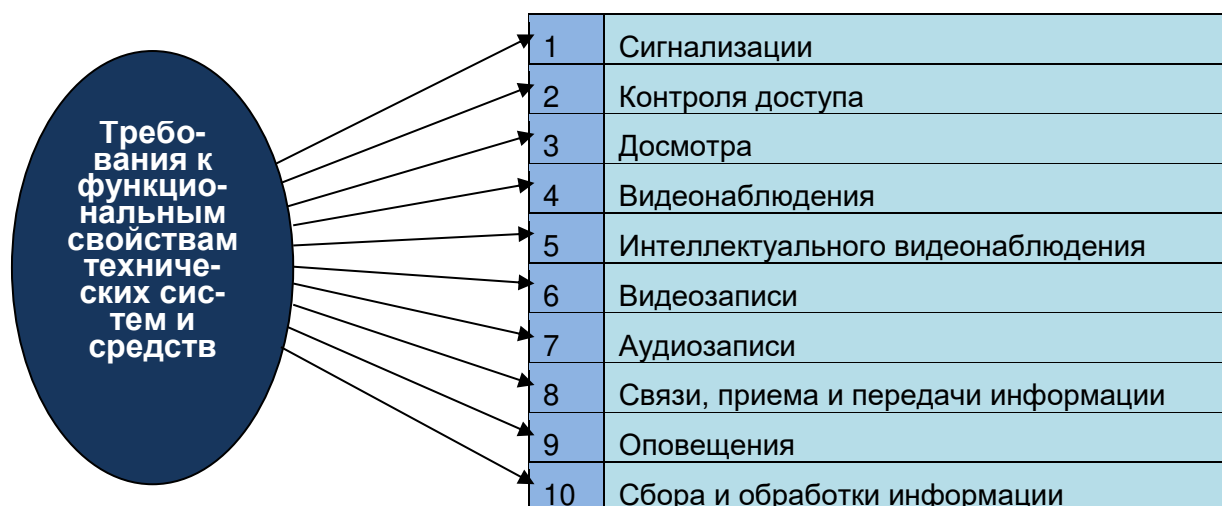 Требо-
вания к
функцио-
нальным
свойствам
техниче-
ских сис-
тем и
средств
1 Сигнализации
2 Контроля доступа
3 Досмотра
4 Видеонаблюдения
5 Интеллектуального видеонаблюдения
6 Видеозаписи
7 Аудиозаписи
8 Связи, приема и передачи информации
9 Оповещения
10 Сбора и обработки информации